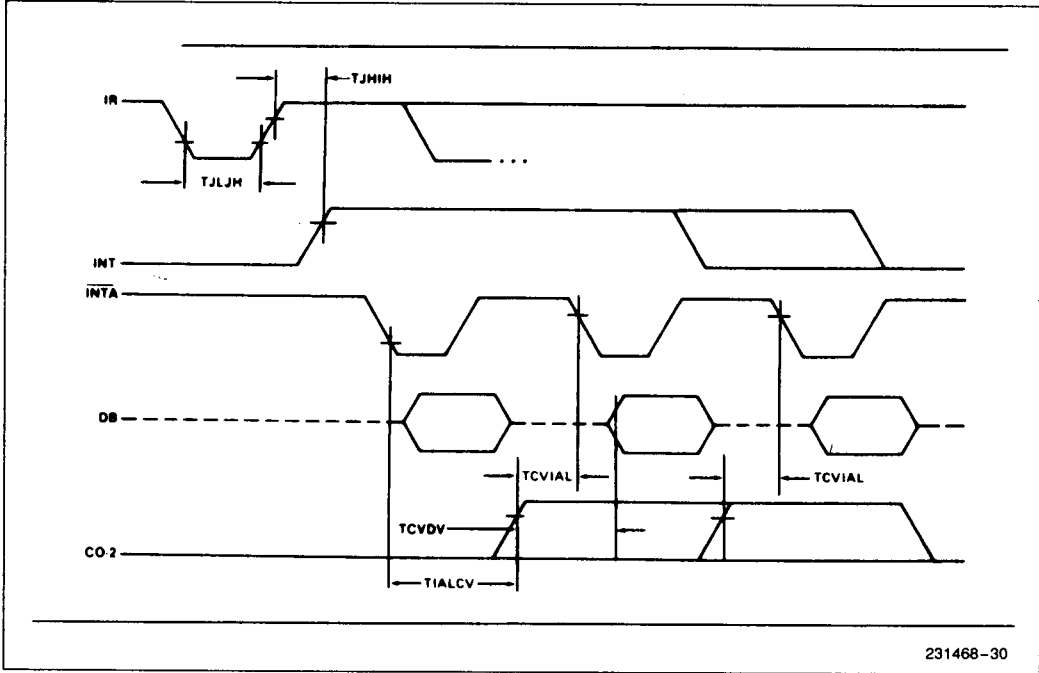 TJHIH
IR
...
TJLJH
INT
INTA
DB
TCVIAL
TCVIAL
TCVDV
CO-2
TIALCV
231468-30